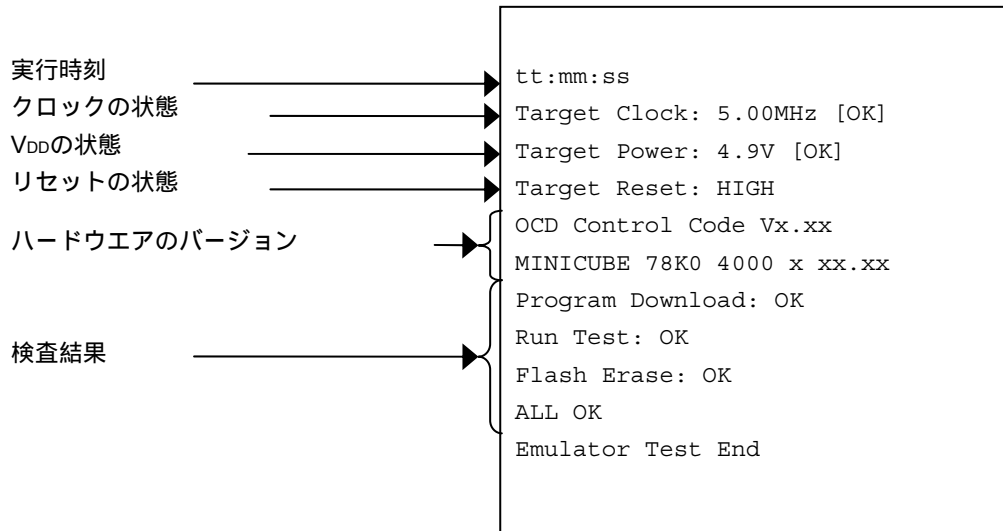 実行時刻
クロックの状態
VDDの状態
リセットの状態
ハードウエアのバージョン
検査結果
tt:mm:ss
Target Clock: 5.00MHz [OK]
Target Power: 4.9V [OK]
Target Reset: HIGH
OCD Control Code Vx.xx
MINICUBE 78K0 4000 x xx.xx
Program Download: OK
Run Test: OK
Flash Erase: OK
ALL OK
Emulator Test End